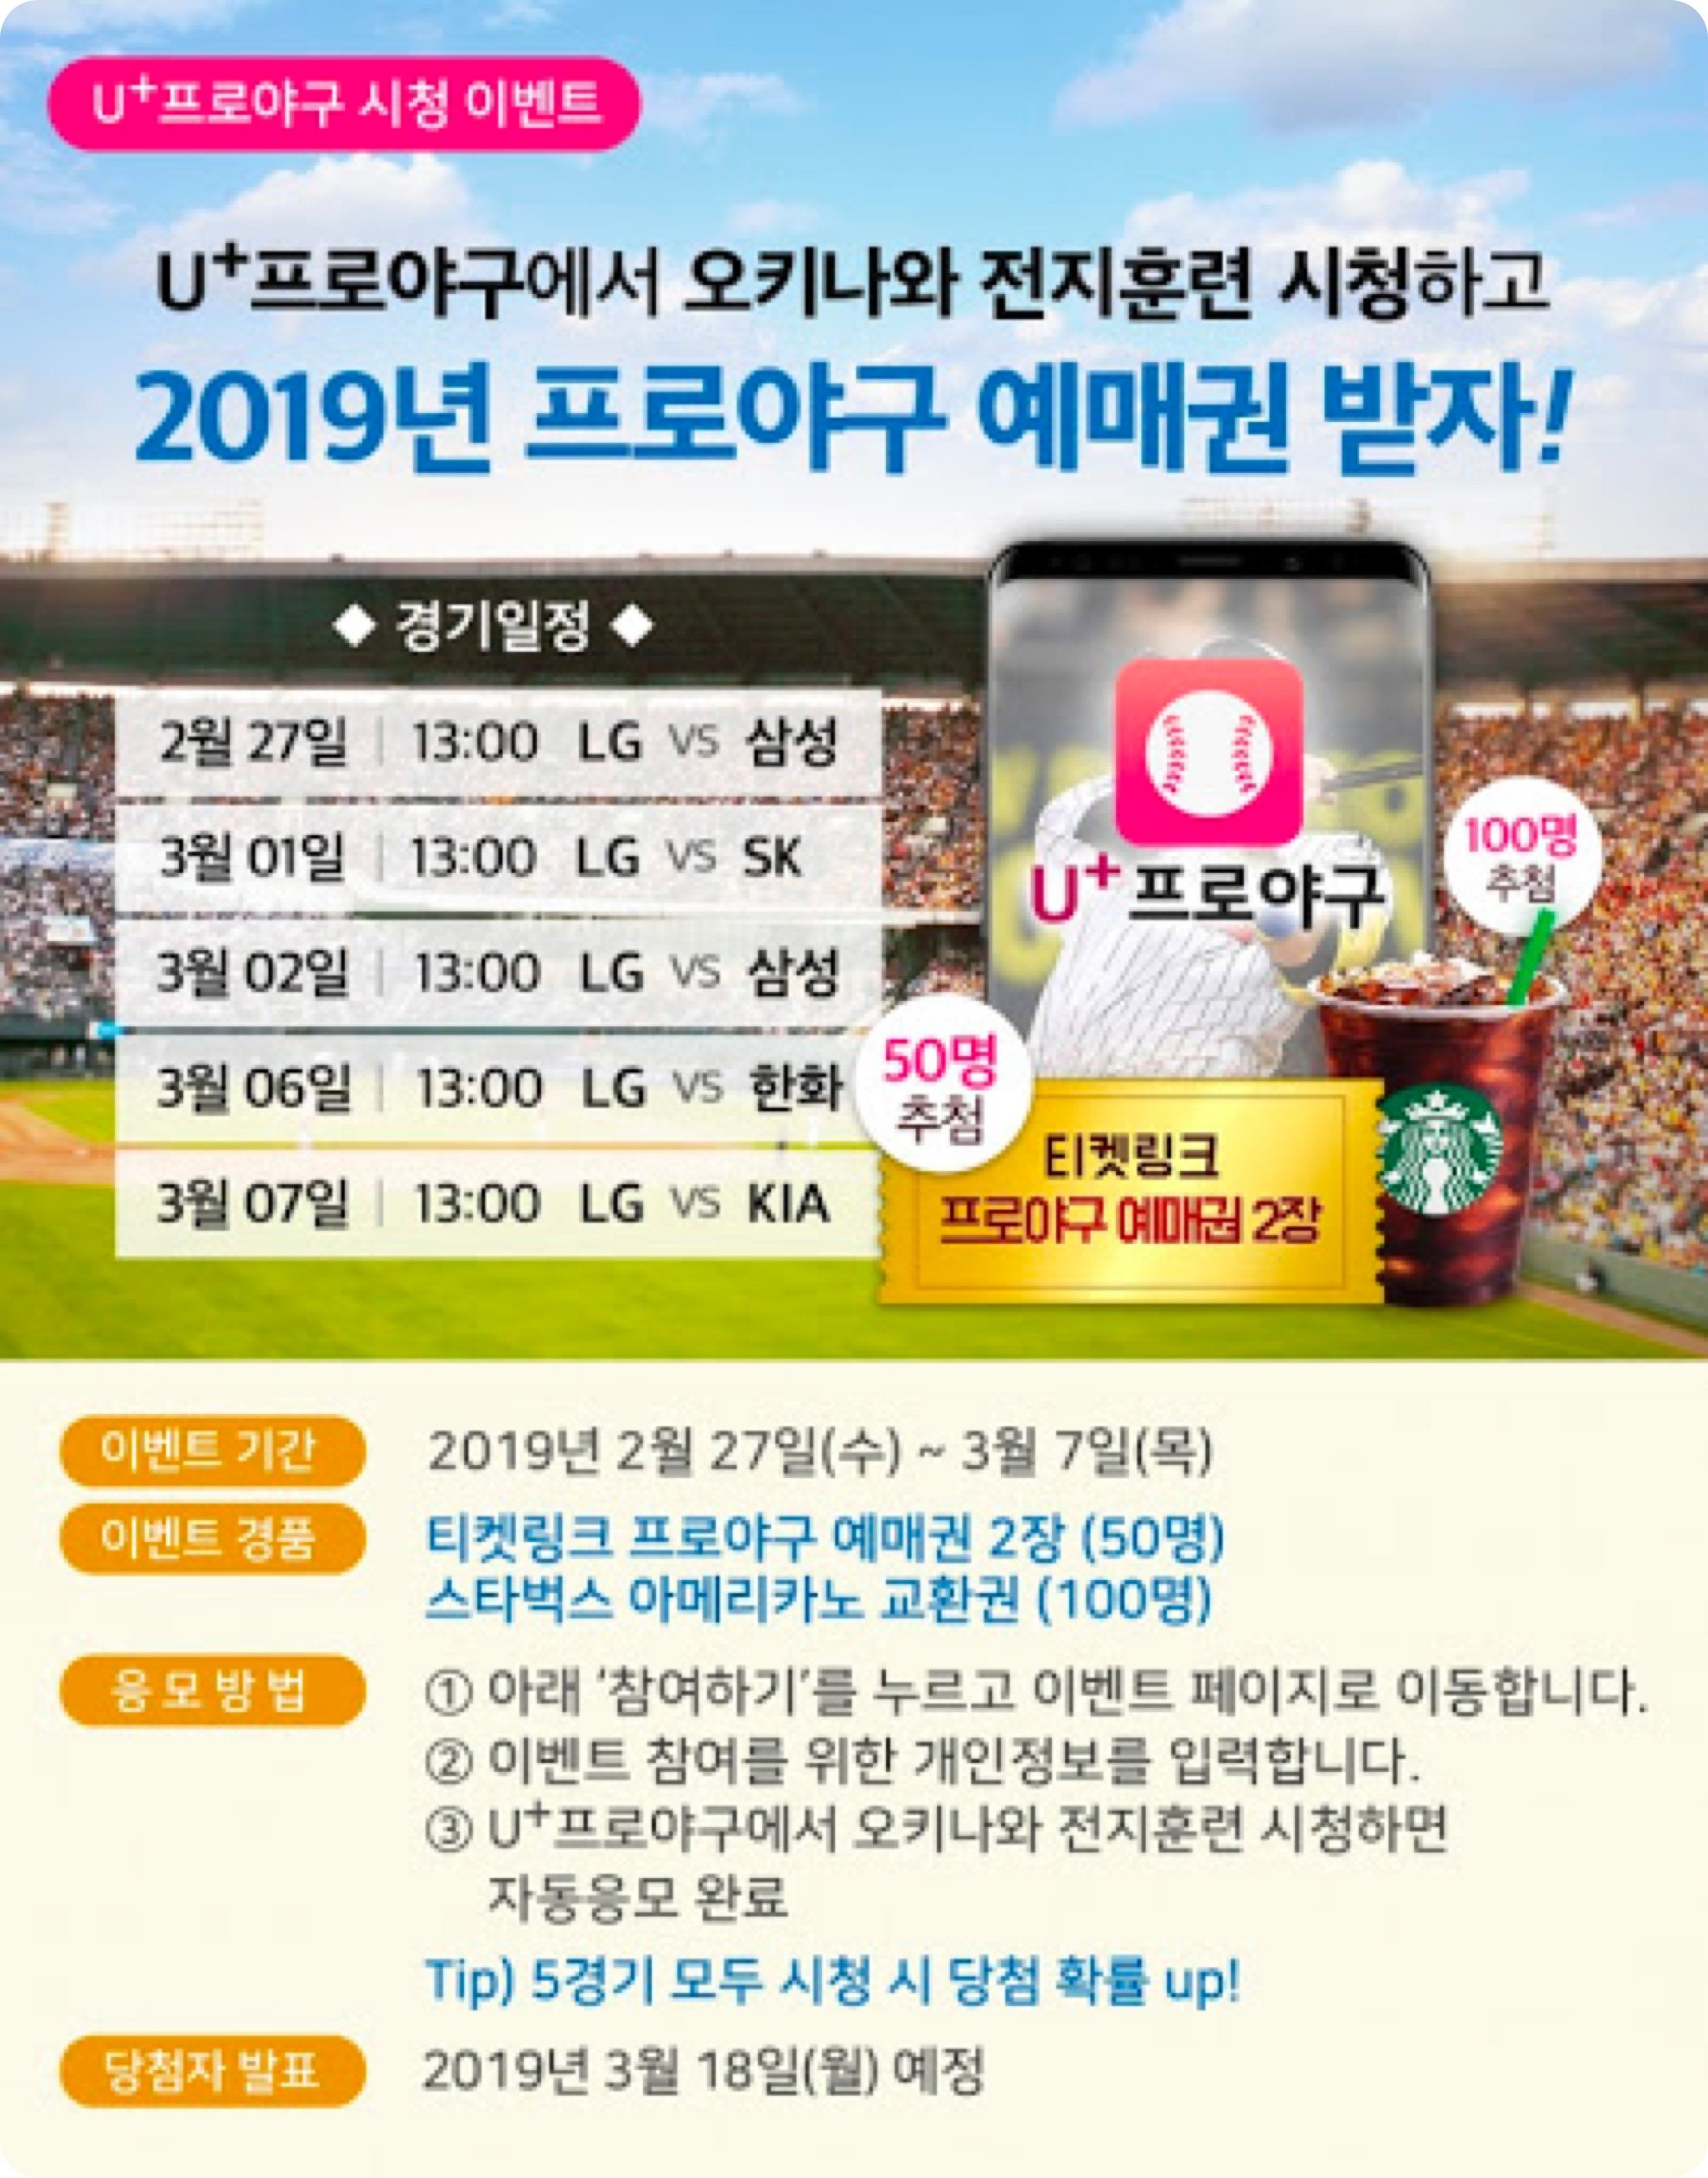 U+프로야구 시청 이벤트
U+프로야구에서 오키나와 전지훈련 시청하고
2019년 프로야구 예매권 받자!
◆ 경기일정 ◆
2월 27일 | 13:00 LG VS 삼성
3월 01일 | 13:00 LG VS SK
3월 02일 | 13:00 LG VS 삼성
3월 06일 | 13:00 LG VS 한화
3월 07일 | 13:00 LG VS KIA
U+프로야구
100명
추첨
50명
추첨
티켓링크
프로야구 예매권 2장
이벤트 기간 2019년 2월 27일(수) ~ 3월 7일(목)
이벤트 경품 티켓링크 프로야구 예매권 2장 (50명)
스타벅스 아메리카노 교환권 (100명)
응모방법 ① 아래 '참여하기'를 누르고 이벤트 페이지로 이동합니다.
② 이벤트 참여를 위한 개인정보를 입력합니다.
③ U+프로야구에서 오키나와 전지훈련 시청하면
자동응모 완료
Tip) 5경기 모두 시청 시 당첨 확률 up!
당첨자 발표 2019년 3월 18일(월) 예정